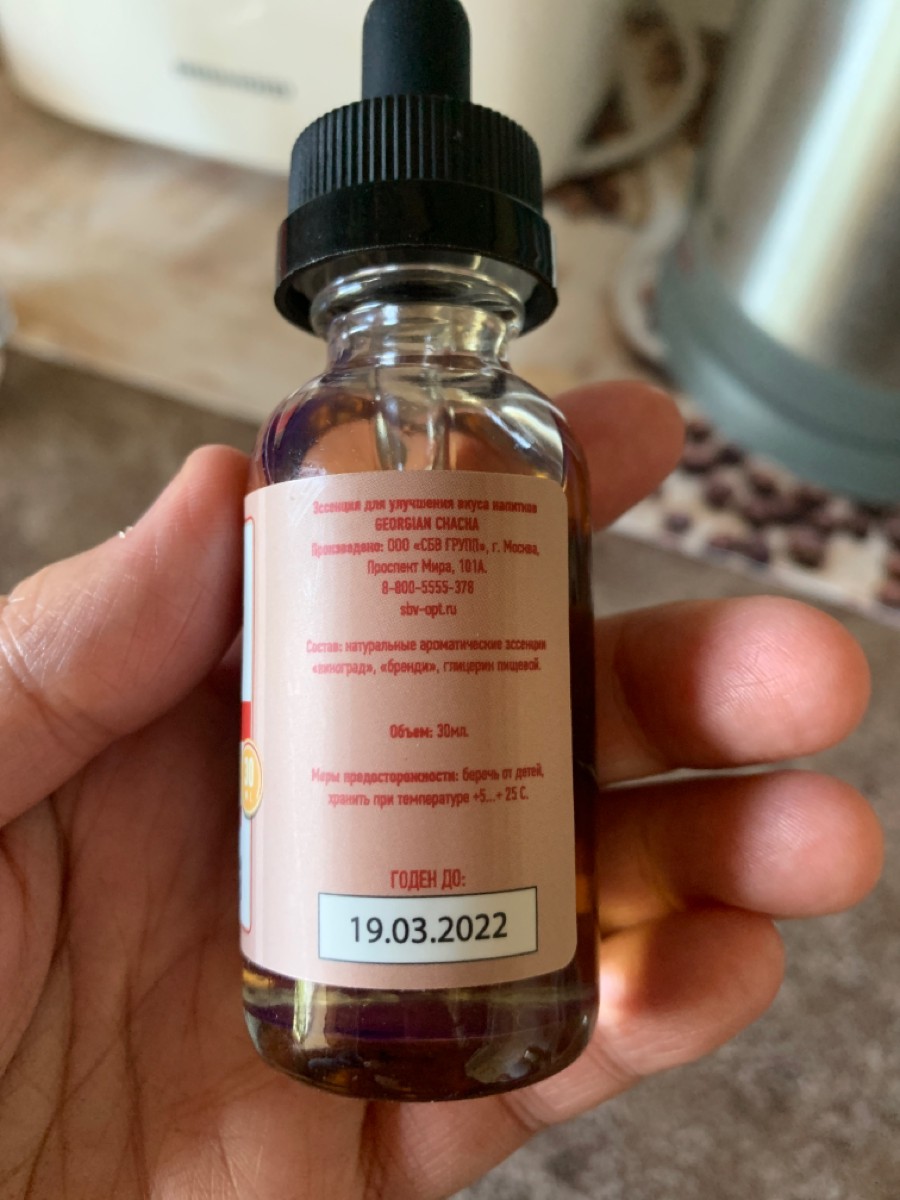 Эссенция для улучшения вкуса напитков
GEORGIAN CHACHA
Произведено: ООО «СБВ ГРУПП», г. Москва,
Проспект Мира, 101А.
8-800-5555-378
sbv-opt.ru
Состав: натуральные ароматические эссенции
«виноград», «бренди», глицерин пищевой.
Объем: 30мл.
Меры предосторожности: беречь от детей,
хранить при температуре +5...+ 25 С.
ГОДЕН ДО:
19.03.2022